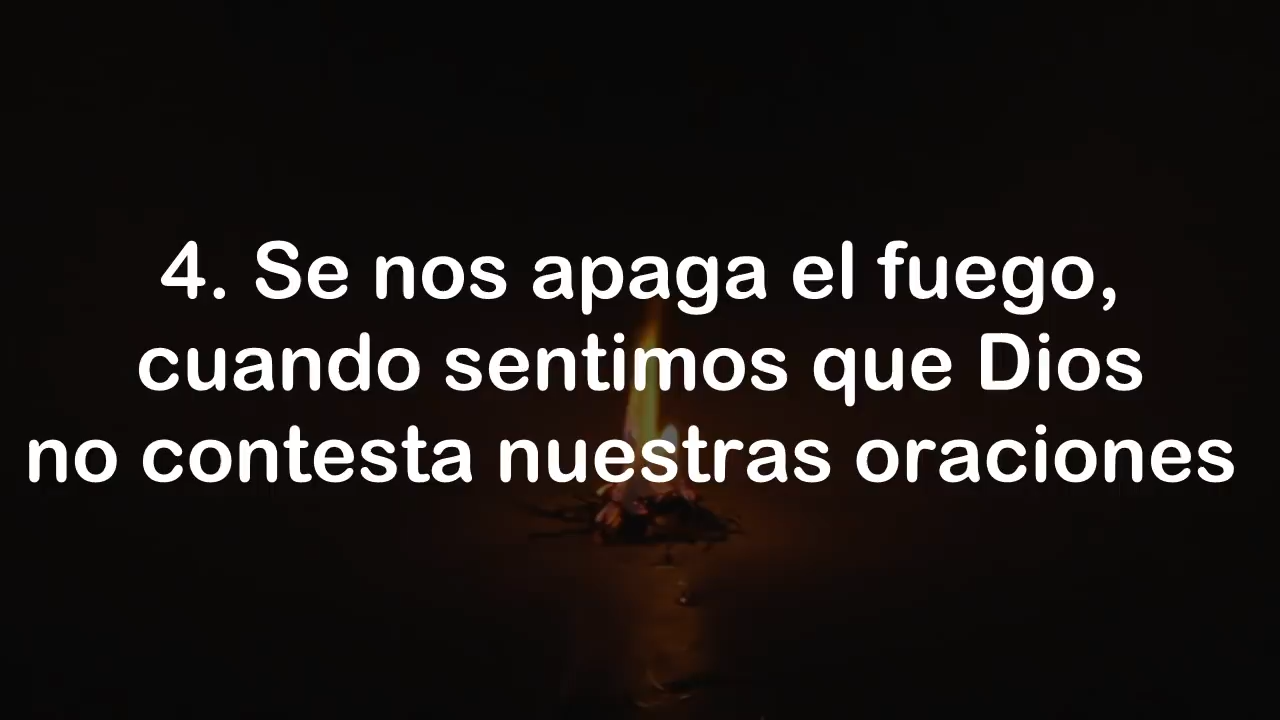 4. Se nos apaga el fuego,
cuando sentimos que Dios
no contesta nuestras oraciones